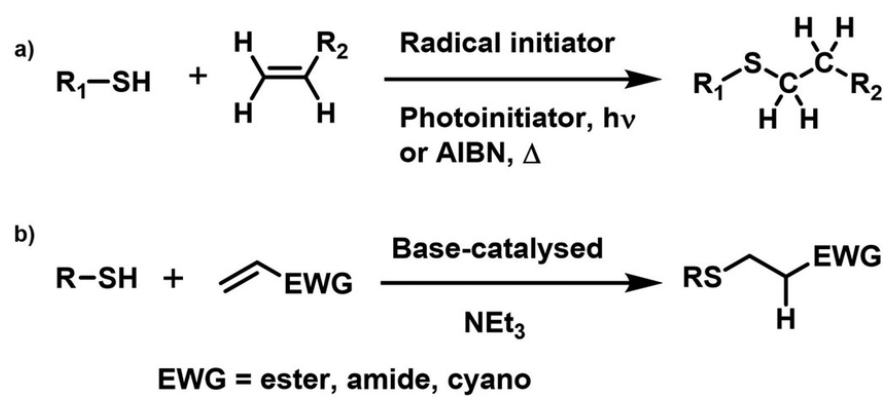 a)
R₁–SH + H R₂ H H
Radical initiator
Photoinitiator, hν
or AIBN, Δ
R₁ S C H H C H H R₂
b)
R–SH + EWG
Base-catalysed
NEt₃
RS EWG H
EWG = ester, amide, cyano